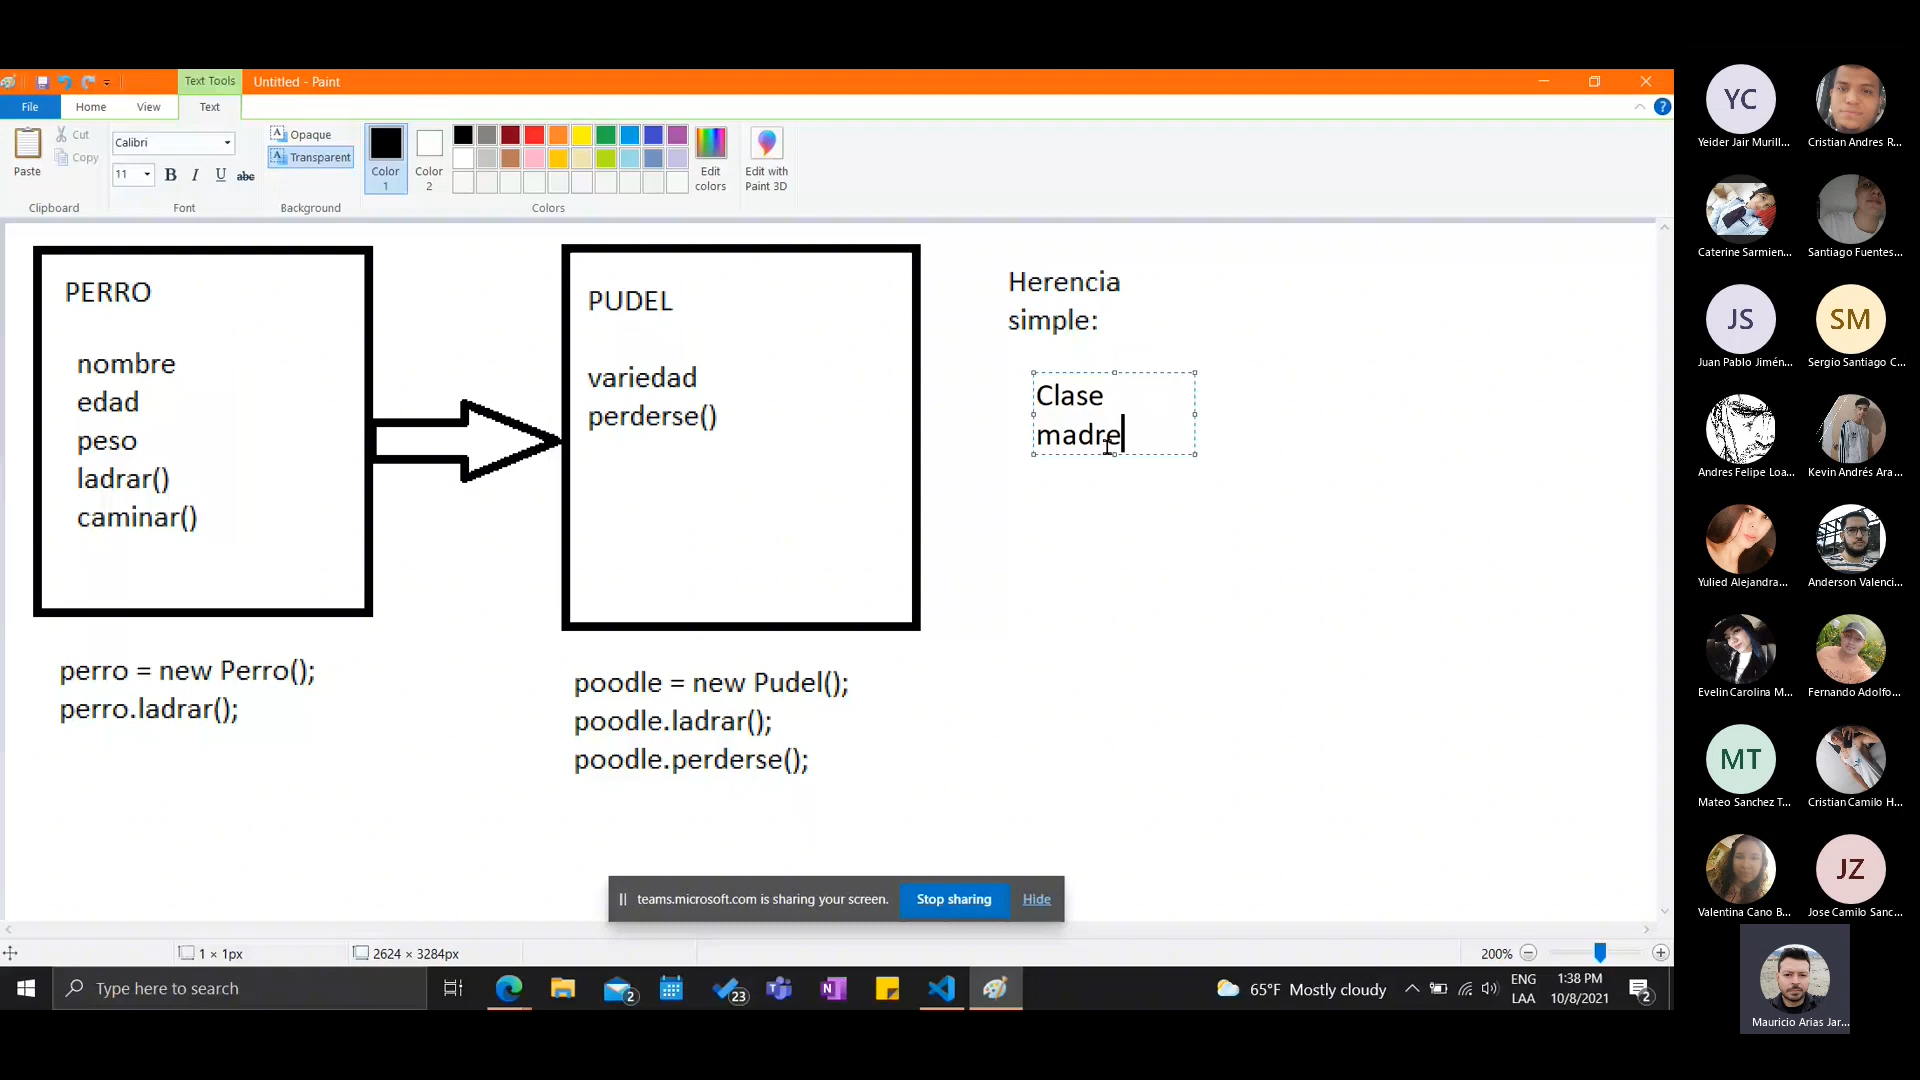 Text Tools
Untitled - Paint
File
Home
View
Text
Cut
Copy
Paste
Calibri
11
B I U abc
Opaque
Transparent
Color 1
Color 2
Edit colors
Edit with Paint 3D
Clipboard
Font
Background
Colors
PERRO
nombre
edad
peso
ladrar()
caminar()
perro = new Perro();
perro.ladrar();
PUDEL
variedad
perderse()
poodle = new Pudel();
poodle.ladrar();
poodle.perderse();
Herencia
simple:
Clase
madre
teams.microsoft.com is sharing your screen.
Stop sharing
Hide
1 × 1px
2624 × 3284px
200%
Type here to search
2
23
65°F Mostly cloudy
ENG
LAA
1:38 PM
10/8/2021
2
YC
Yeider Jair Murill...
Cristian Andres R...
Caterine Sarmien...
Santiago Fuentes...
JS
Juan Pablo Jimén...
SM
Sergio Santiago C...
Andres Felipe Loa...
Kevin Andrés Ara...
Yulied Alejandra...
Anderson Valenci...
Evelin Carolina M...
Fernando Adolfo...
MT
Mateo Sanchez T...
Cristian Camilo H...
Valentina Cano B...
JZ
Jose Camilo Sanc...
Mauricio Arias Jar...